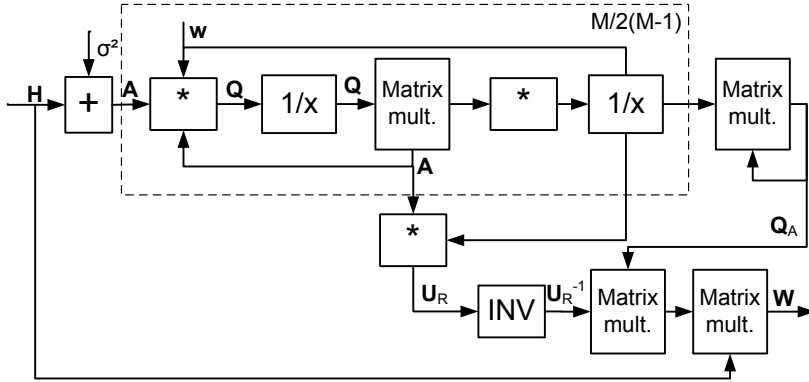 w
M/2(M-1)
σ²
H
+
A
*
Q
1/x
Q
Matrix
mult.
*
1/x
Matrix
mult.
A
*
Q_A
U_R
INV
U_R⁻¹
Matrix
mult.
Matrix
mult.
W